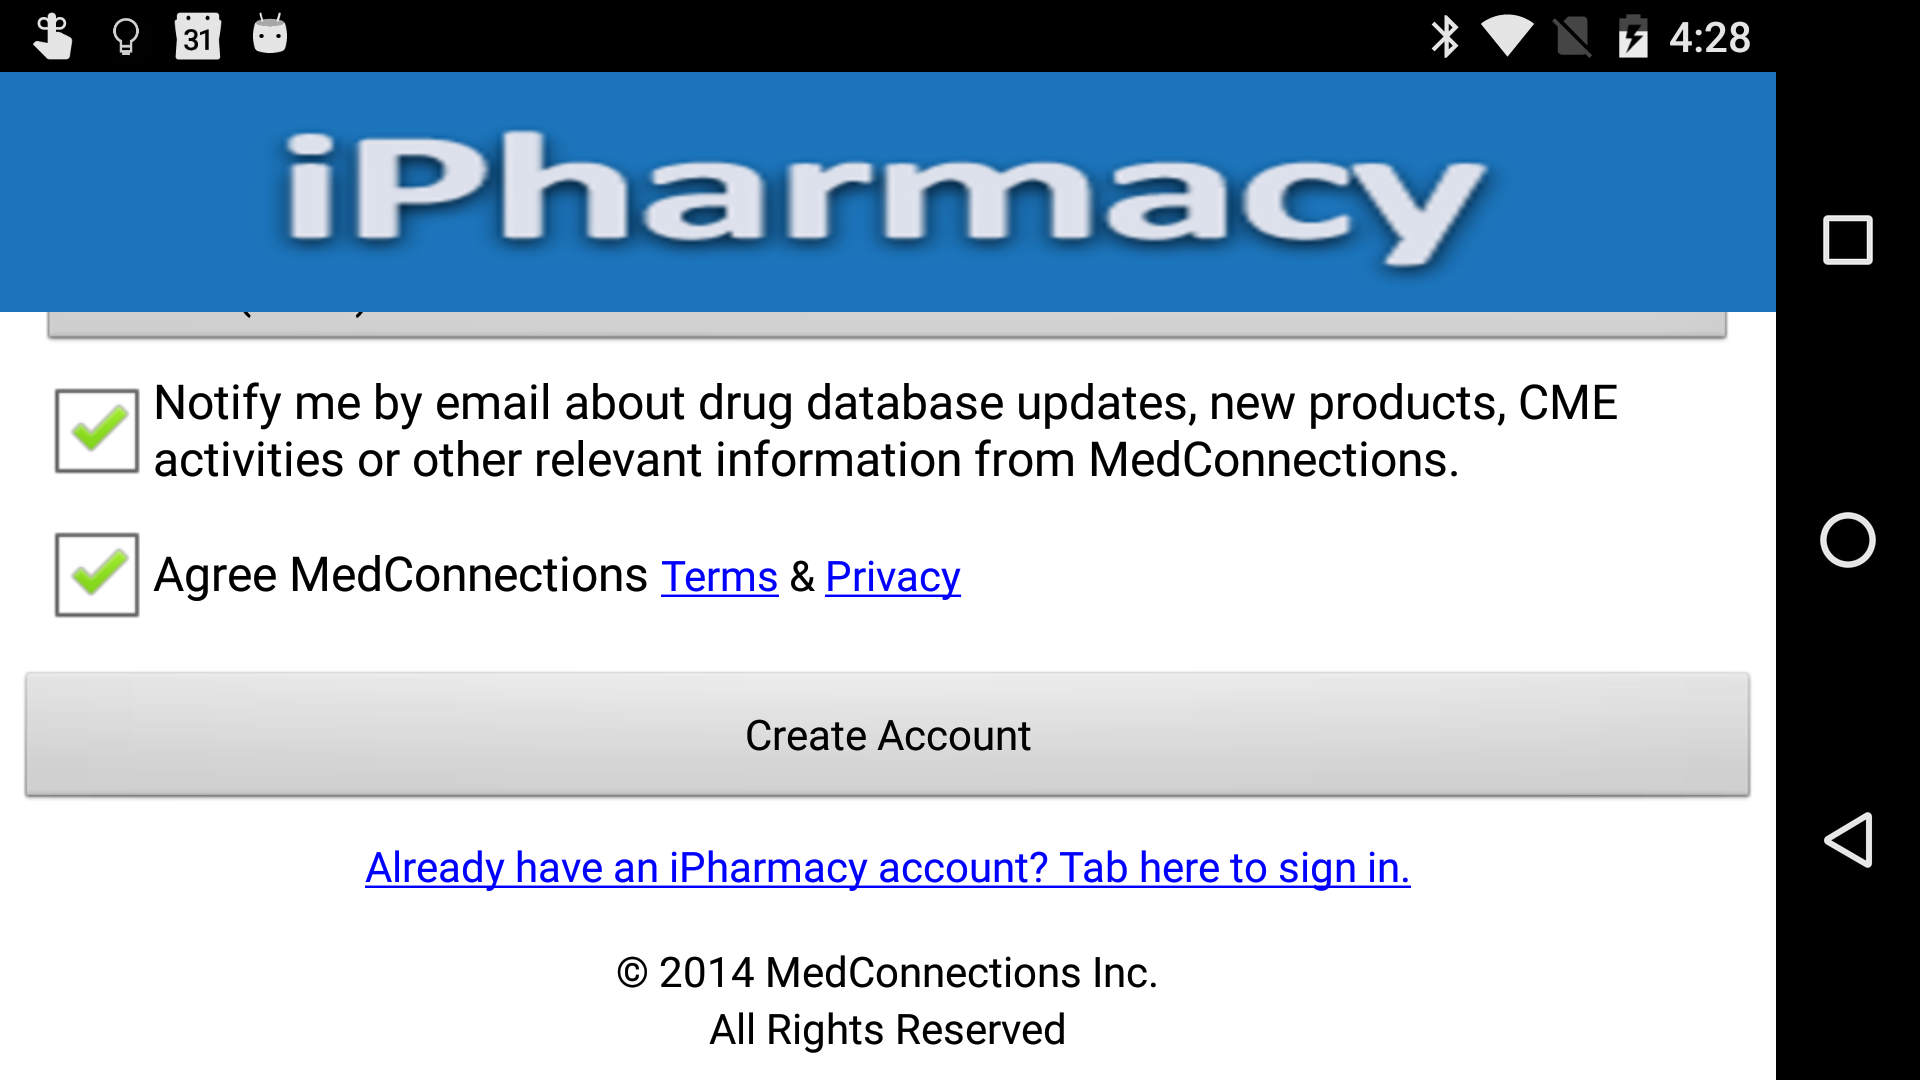 31
4:28
iPharmacy
Notify me by email about drug database updates, new products, CME
activities or other relevant information from MedConnections.
Agree MedConnections Terms & Privacy
Create Account
Already have an iPharmacy account? Tab here to sign in.
© 2014 MedConnections Inc.
All Rights Reserved